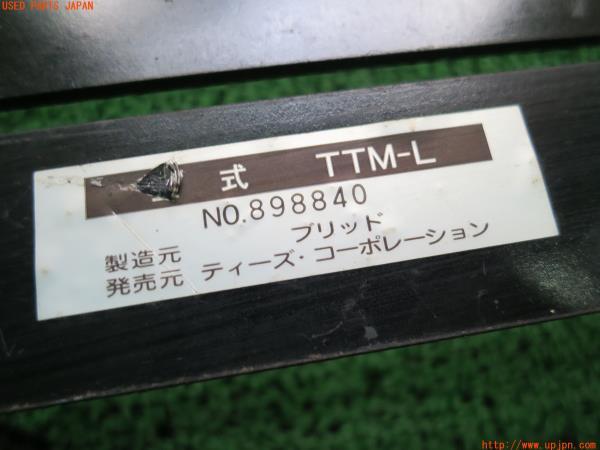 USED PARTS JAPAN
式 TTM-L
NO.898840
製造元 ブリッド
発売元 ティーズ・コーポレーション
http://www.upjpn.com